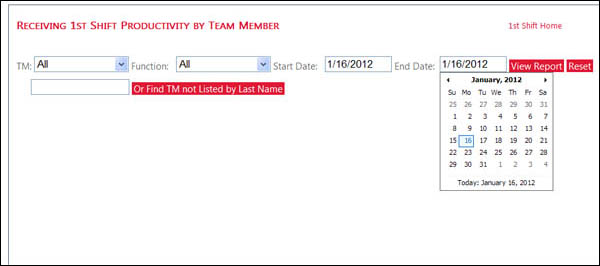 Receiving 1st Shift Productivity by Team Member
1st Shift Home
TM: All Function: All Start Date: 1/16/2012 End Date: 1/16/2012 View Report Reset
Or Find TM not Listed by Last Name
January, 2012
Su Mo Tu We Th Fr Sa
25 26 27 28 29 30 31
1 2 3 4 5 6 7
8 9 10 11 12 13 14
15 16 17 18 19 20 21
22 23 24 25 26 27 28
29 30 31 1 2 3 4
Today: January 16, 2012